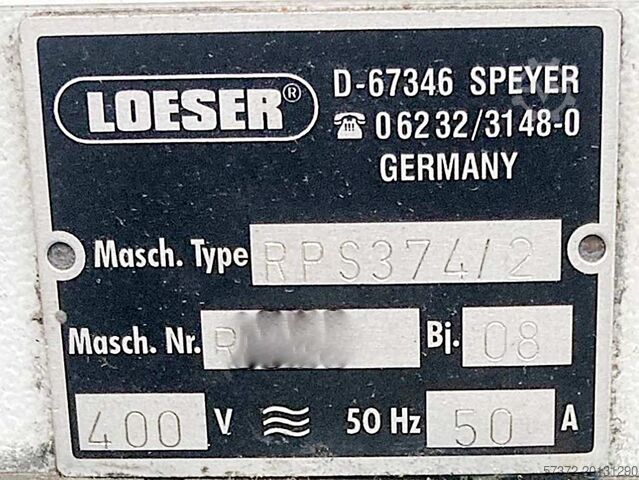 LOESER®
D-67346 SPEYER
☎ 06232/3148-0
GERMANY
Masch. Type RPS374/2
Masch. Nr. R
Bj. 08
400 V 50 Hz 50 A
57372-20131290